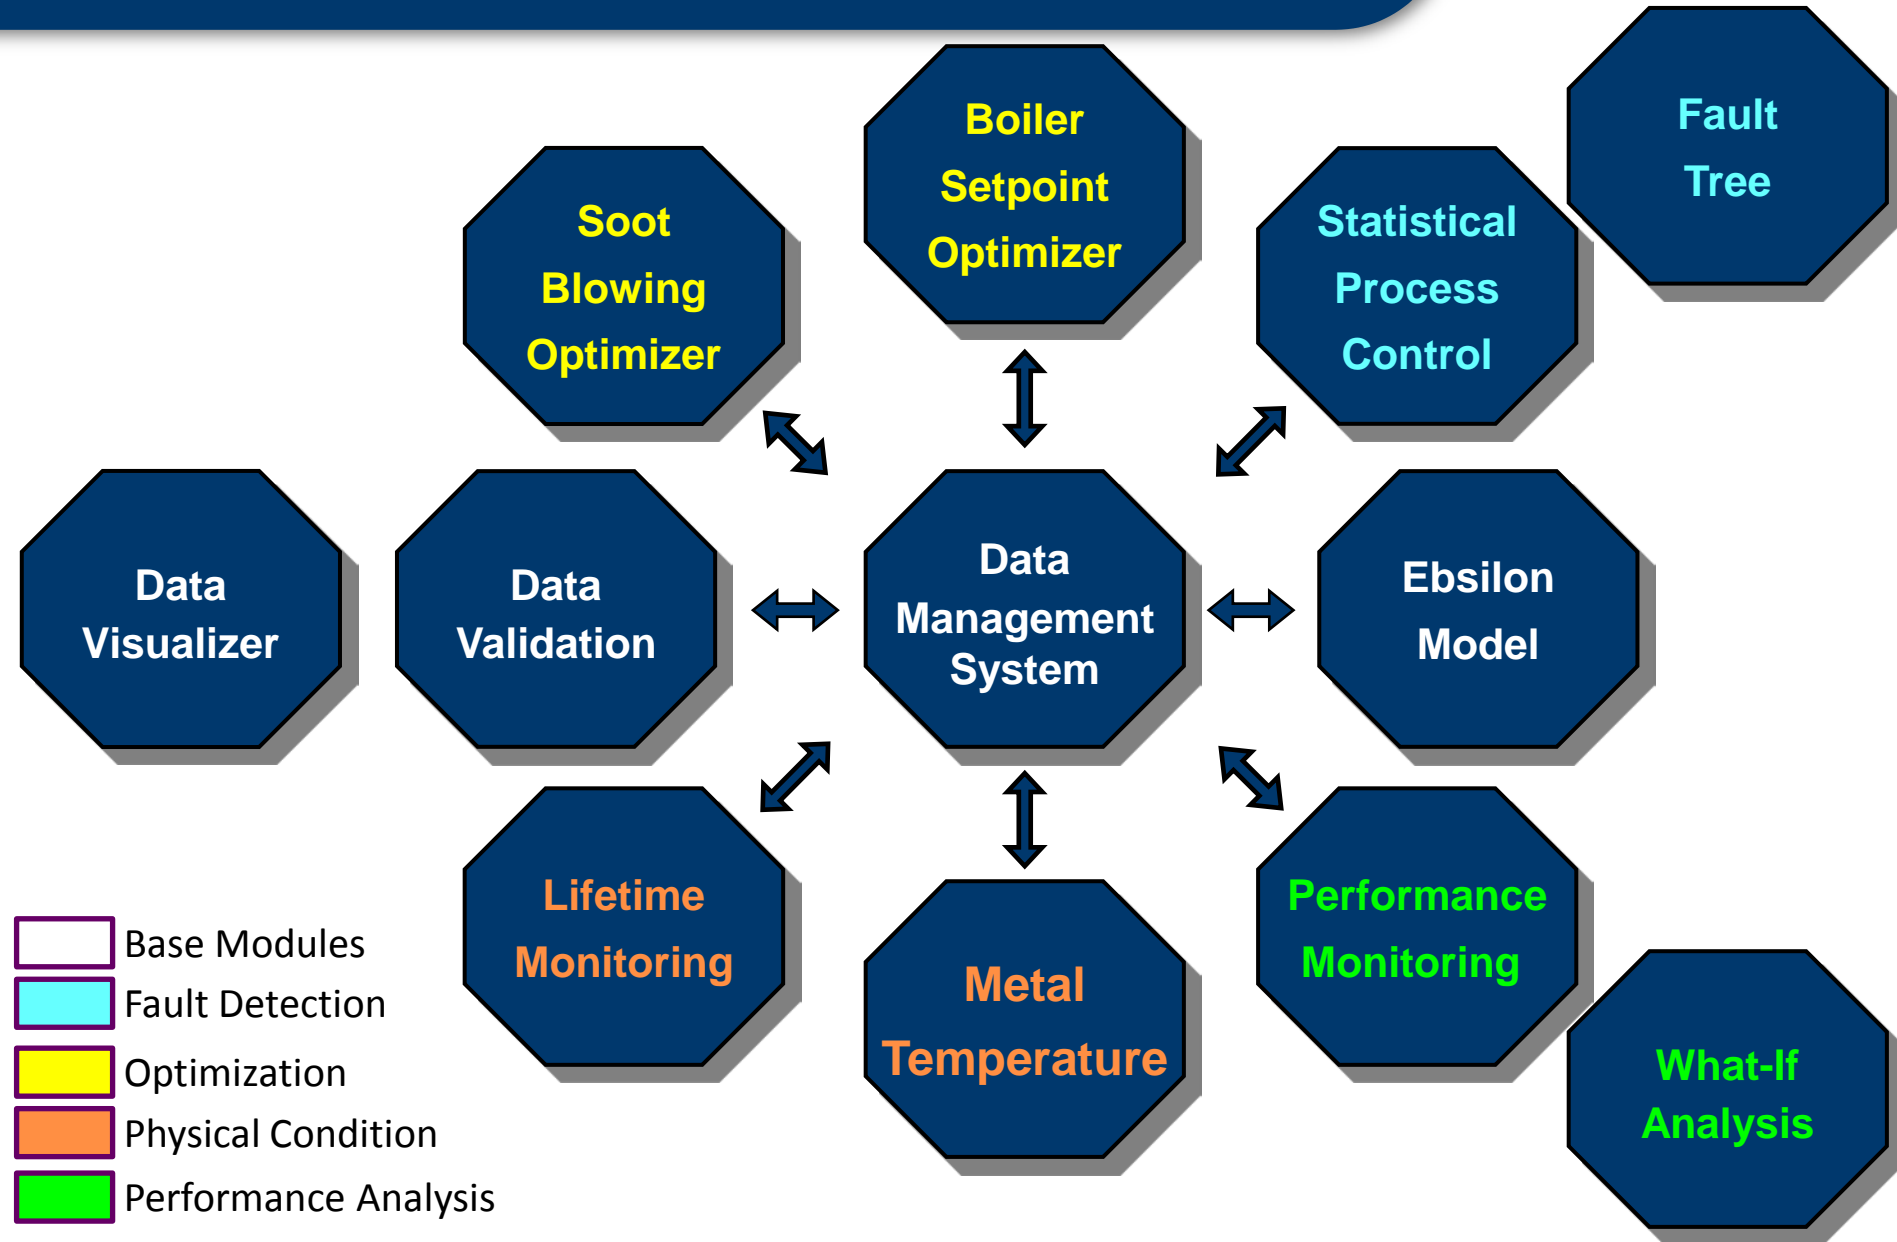 Boiler
Setpoint
Optimizer
Fault
Tree
Soot
Blowing
Optimizer
Statistical
Process
Control
Data
Visualizer
Data
Validation
Data
Management
System
Ebsilon
Model
Lifetime
Monitoring
Metal
Temperature
Performance
Monitoring
What-If
Analysis
Base Modules
Fault Detection
Optimization
Physical Condition
Performance Analysis